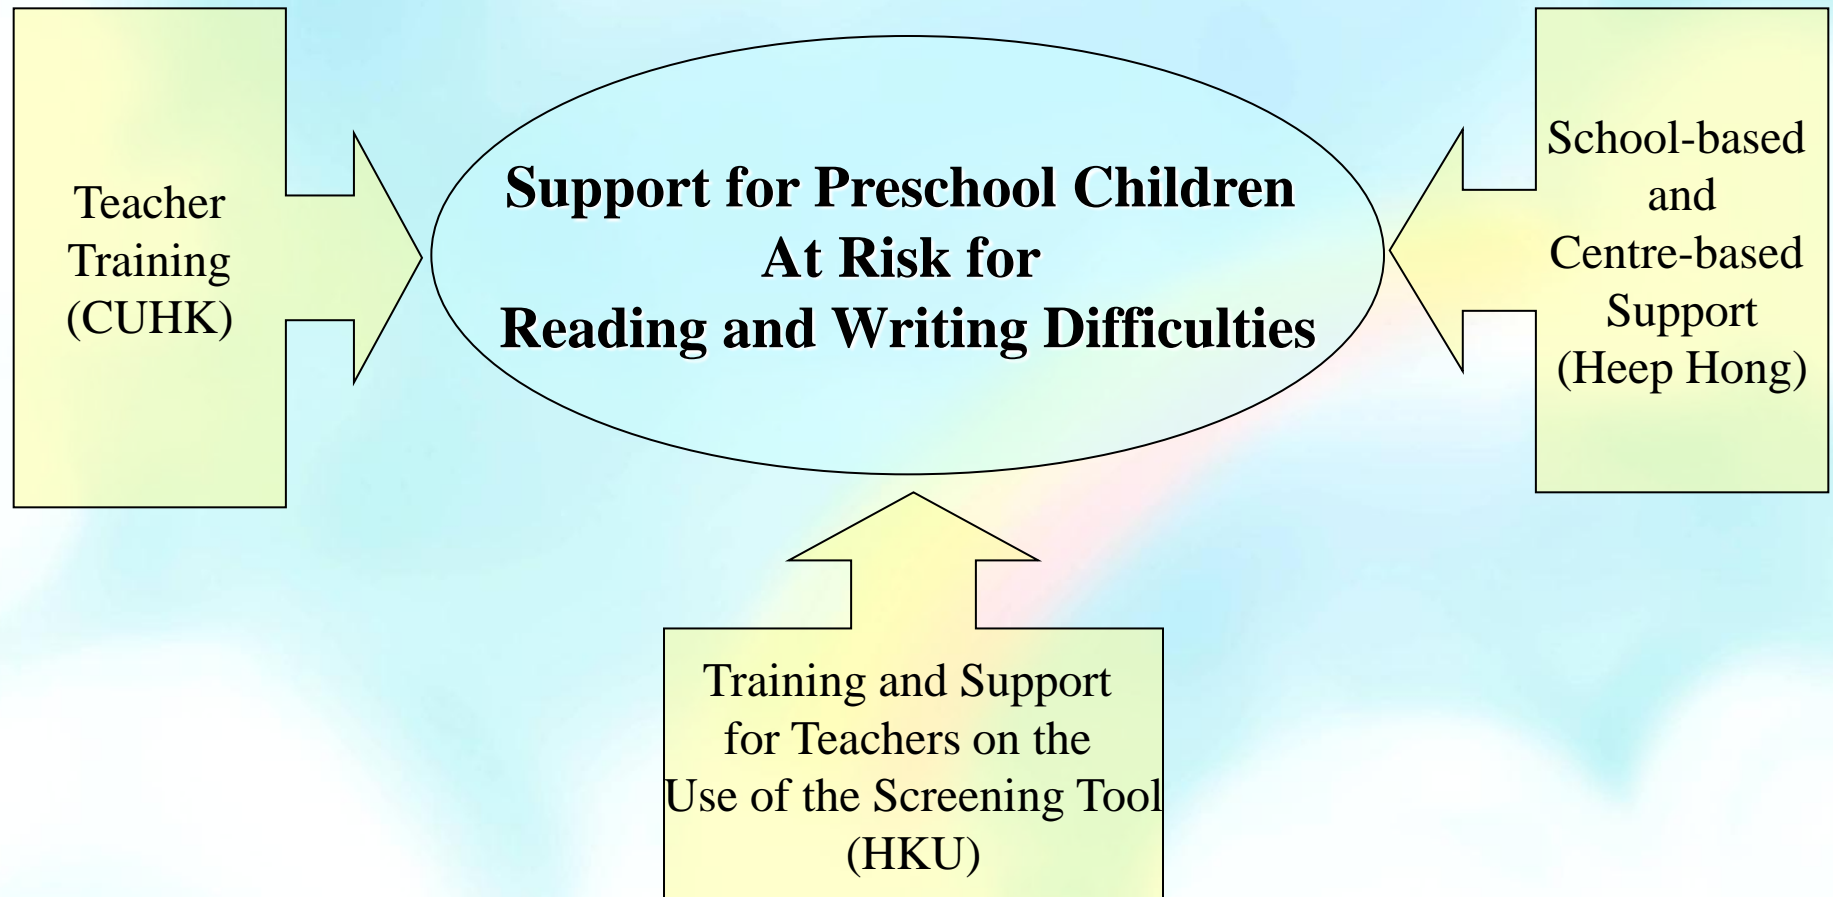 Teacher
Training
(CUHK)
Support for Preschool Children
At Risk for
Reading and Writing Difficulties
School-based
and
Centre-based
Support
(Heep Hong)
Training and Support
for Teachers on the
Use of the Screening Tool
(HKU)